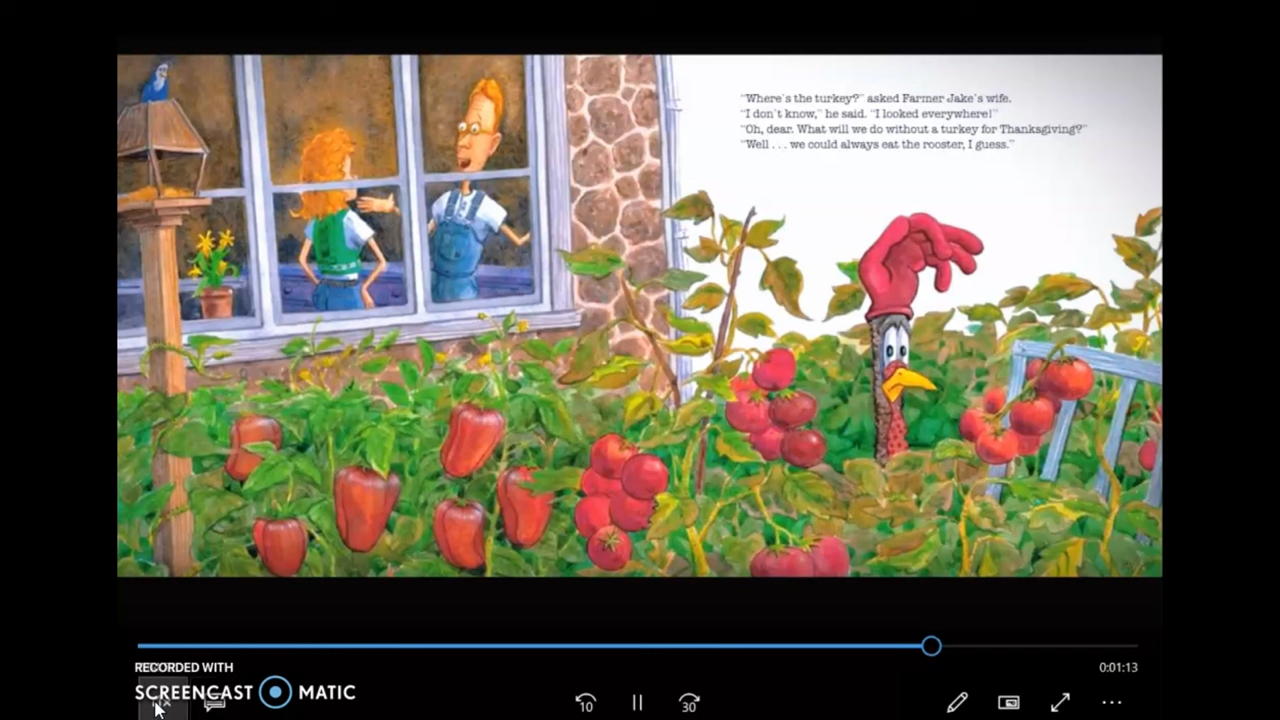 "Where's the turkey?" asked Farmer Jake's wife.
"I don't know," he said. "I looked everywhere!"
"Oh, dear. What will we do without a turkey for Thanksgiving?"
"Well . . . we could always eat the rooster, I guess."
0:01:13
RECORDED WITH
SCREENCAST MATIC
10
30